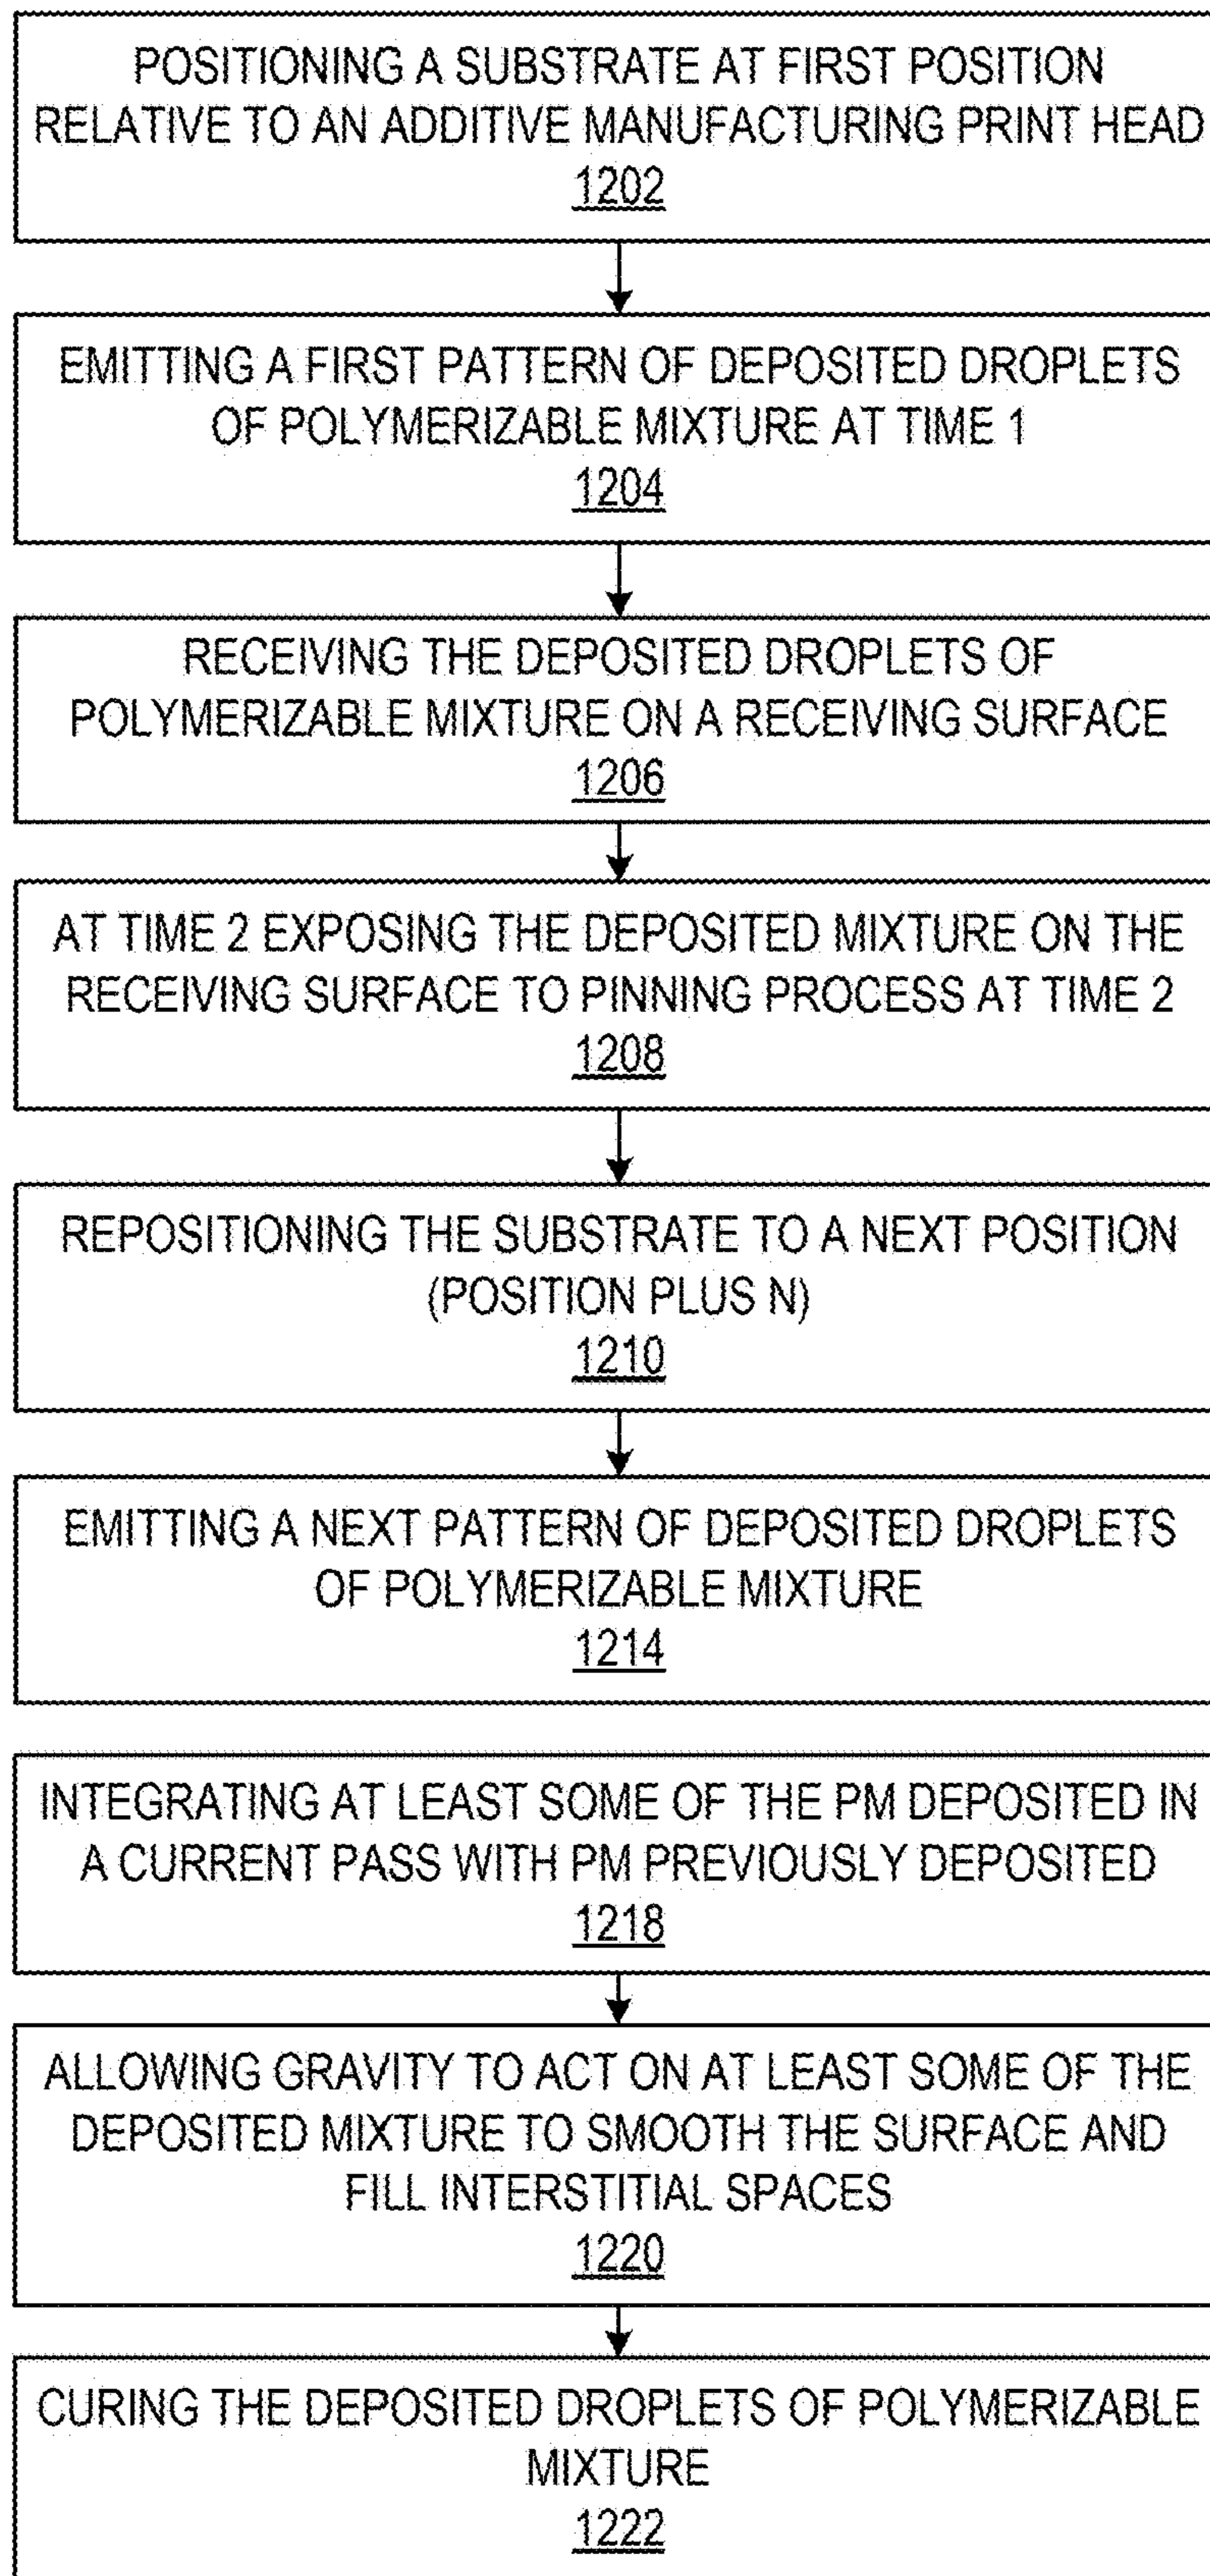 POSITIONING A SUBSTRATE AT FIRST POSITION
RELATIVE TO AN ADDITIVE MANUFACTURING PRINT HEAD
1202
EMITTING A FIRST PATTERN OF DEPOSITED DROPLETS
OF POLYMERIZABLE MIXTURE AT TIME 1
1204
RECEIVING THE DEPOSITED DROPLETS OF
POLYMERIZABLE MIXTURE ON A RECEIVING SURFACE
1206
AT TIME 2 EXPOSING THE DEPOSITED MIXTURE ON THE
RECEIVING SURFACE TO PINNING PROCESS AT TIME 2
1208
REPOSITIONING THE SUBSTRATE TO A NEXT POSITION
(POSITION PLUS N)
1210
EMITTING A NEXT PATTERN OF DEPOSITED DROPLETS
OF POLYMERIZABLE MIXTURE
1214
INTEGRATING AT LEAST SOME OF THE PM DEPOSITED IN
A CURRENT PASS WITH PM PREVIOUSLY DEPOSITED
1218
ALLOWING GRAVITY TO ACT ON AT LEAST SOME OF THE
DEPOSITED MIXTURE TO SMOOTH THE SURFACE AND
FILL INTERSTITIAL SPACES
1220
CURING THE DEPOSITED DROPLETS OF POLYMERIZABLE
MIXTURE
1222